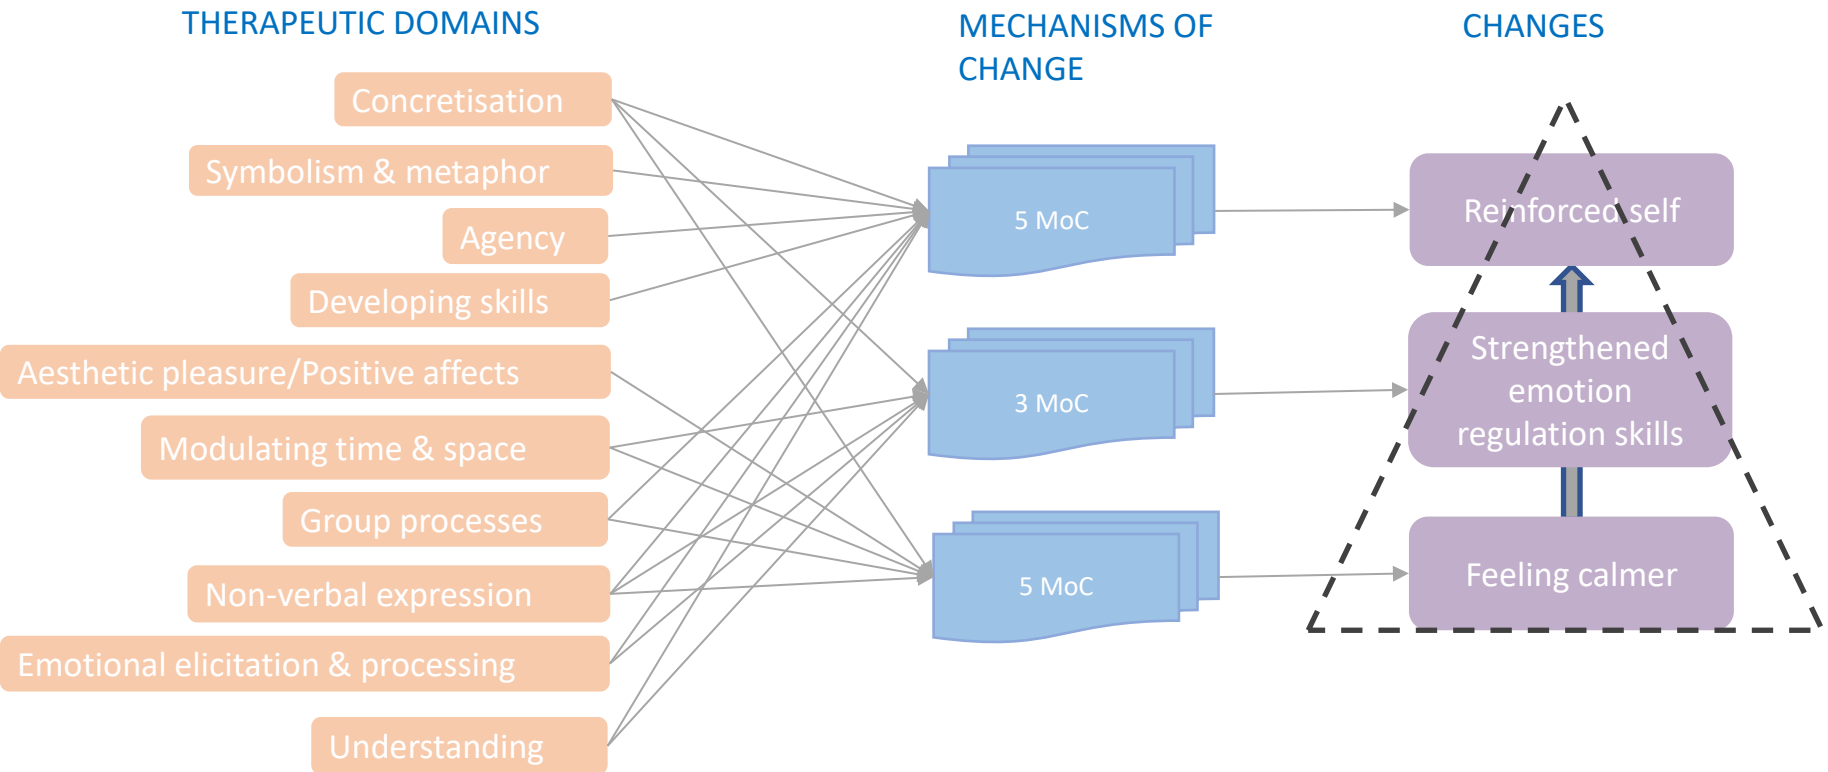 THERAPEUTIC DOMAINS
MECHANISMS OF
CHANGE
CHANGES
Concretisation
Symbolism & metaphor
Agency
Developing skills
Aesthetic pleasure/Positive affects
Modulating time & space
Group processes
Non-verbal expression
Emotional elicitation & processing
Understanding
5 MoC
3 MoC
5 MoC
Reinforced self
Strengthened
emotion
regulation skills
Feeling calmer